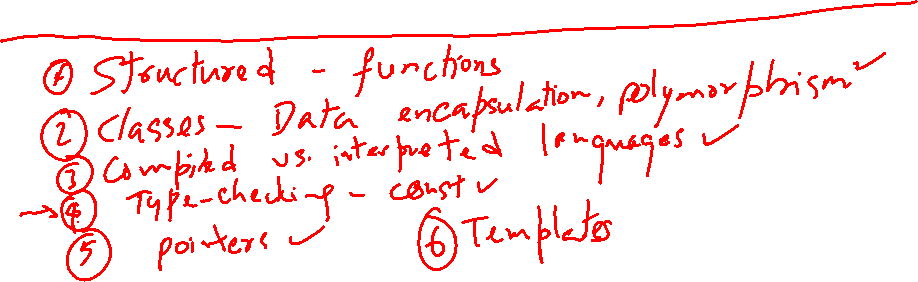 ① Structured - functions
② Classes - Data encapsulation, polymorphism ✓
③ Compiled vs. interpreted languages ✓
→ ④ Type-checking - const ✓
⑤ pointers ✓ ⑥ Templates